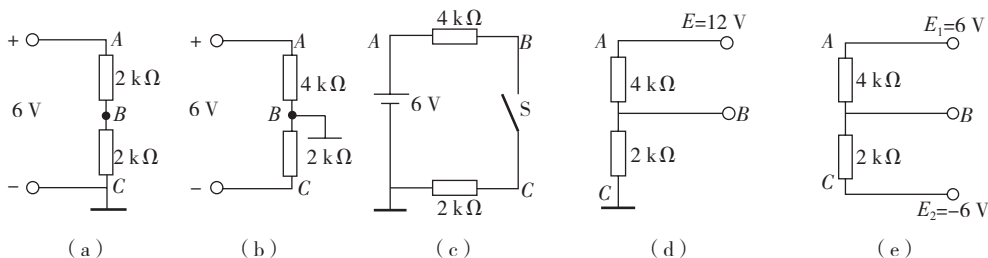 + A 2 kΩ 6 V B 2 kΩ − C
+ A 4 kΩ 6 V B 2 kΩ − C
4 kΩ A B 6 V S C 2 kΩ
E=12 V A 4 kΩ B 2 kΩ C
E₁=6 V A 4 kΩ B 2 kΩ C E₂=−6 V
(a) (b) (c) (d) (e)